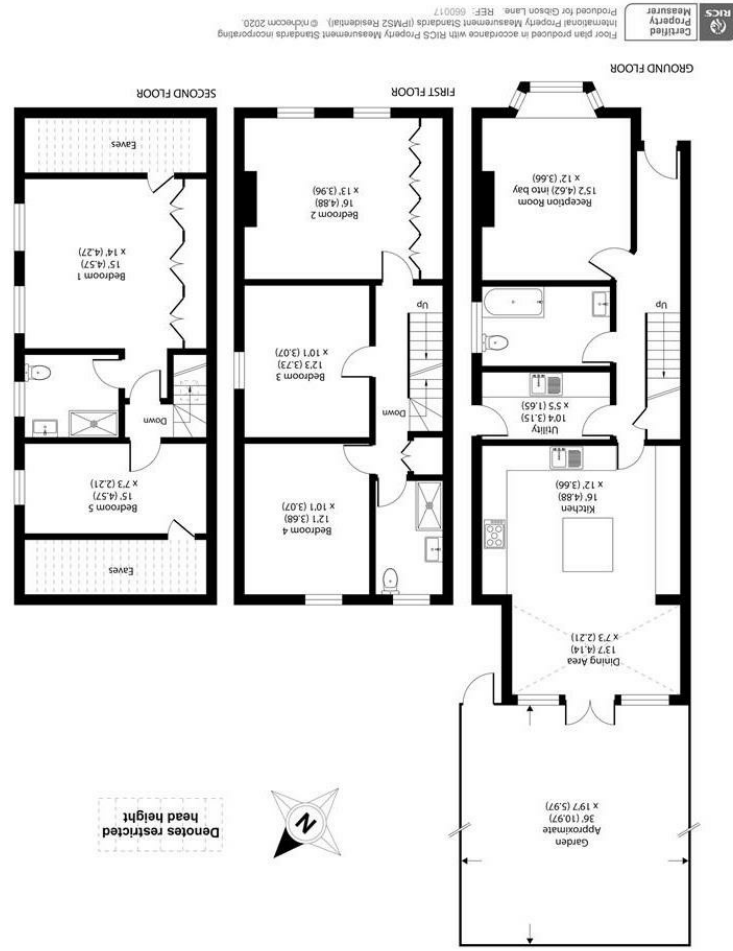 Garden
Approximate
36' (10.97)
x 19'7 (5.97)
N
Denotes restricted
head height
Dining Area
13'7 (4.14)
x 7'3 (2.21)
Kitchen
16' (4.88)
x 12' (3.66)
Utility
10'4 (3.15)
x 5'5 (1.65)
Up
Reception Room
15'2 (4.62) into bay
x 12' (3.66)
GROUND FLOOR
Bedroom 4
12'1 (3.68)
x 10'1 (3.07)
Down
Bedroom 3
12'3 (3.73)
x 10'1 (3.07)
Up
Bedroom 2
16' (4.88)
x 13' (3.96)
FIRST FLOOR
Eaves
Bedroom 5
15' (4.57)
x 7'3 (2.21)
Down
Bedroom 1
15' (4.57)
x 14' (4.27)
Eaves
SECOND FLOOR
RICS
Certified
Property
Measurer
Floor plan produced in accordance with RICS Property Measurement Standards incorporating
International Property Measurement Standards (IPMS2 Residential). © nichecom 2020.
Produced for Gibson Lane. REF: 660017